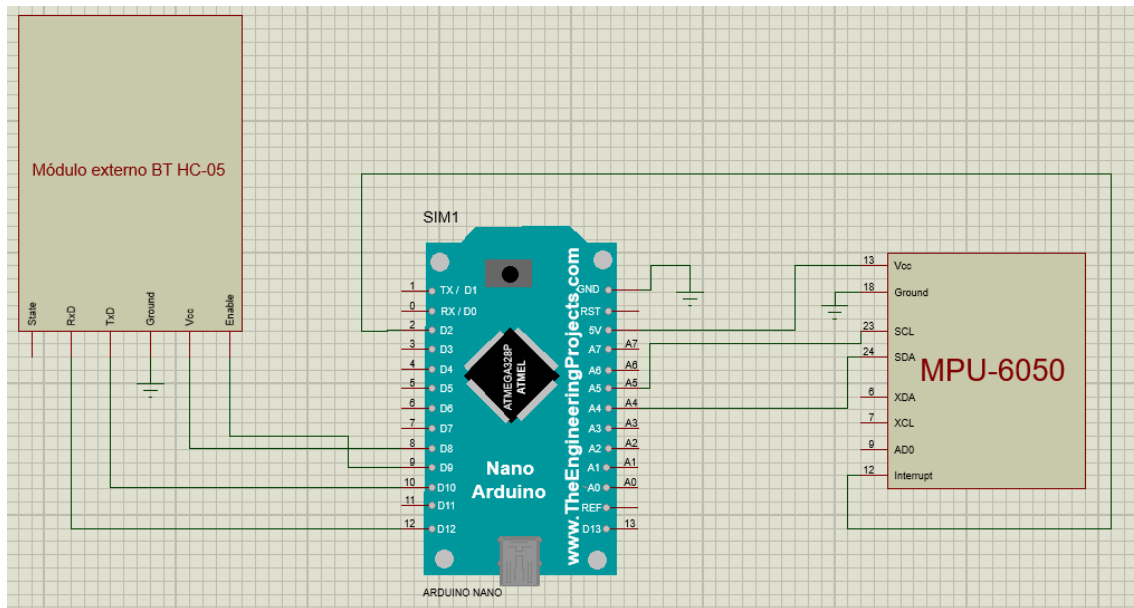 Módulo externo BT HC-05
State
RxD
TxD
Ground
Vcc
Enable
SIM1
1 TX / D1
0 RX / D0
2 D2
3 D3
4 D4
5 D5
6 D6
7 D7
8 D8
9 D9
10 D10
11 D11
12 D12
GND
RST
5V
A7 A7
A6 A6
A5 A5
A4 A4
A3 A3
A2 A2
A1 A1
A0 A0
REF
D13 13
ATMEGA328P
ATMEL
Nano
Arduino
www.TheEngineeringProjects.com
ARDUINO NANO
13 Vcc
18 Ground
23 SCL
24 SDA
6 XDA
7 XCL
9 AD0
12 Interrupt
MPU-6050